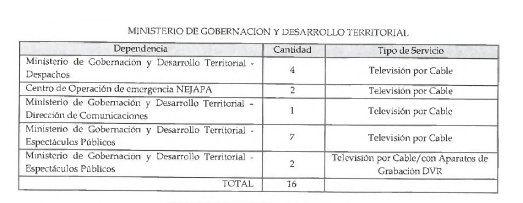 MINISTERIO DE GOBERNACION Y DESARROLLO TERRITORIAL
Dependencia Cantidad Tipo de Servicio
Ministerio de Gobernación y Desarrollo Territorial -
Despachos 4 Televisión por Cable
Centro de Operación de emergencia NEJAPA 2 Televisión por Cable
Ministerio de Gobernación y Desarrollo Territorial -
Dirección de Comunicaciones 1 Televisión por Cable
Ministerio de Gobernación y Desarrollo Territorial -
Espectáculos Públicos 7 Televisión por Cable
Ministerio de Gobernación y Desarrollo Territorial -
Espectáculos Públicos 2 Televisión por Cable/con Aparatos de
Grabación DVR
TOTAL 16